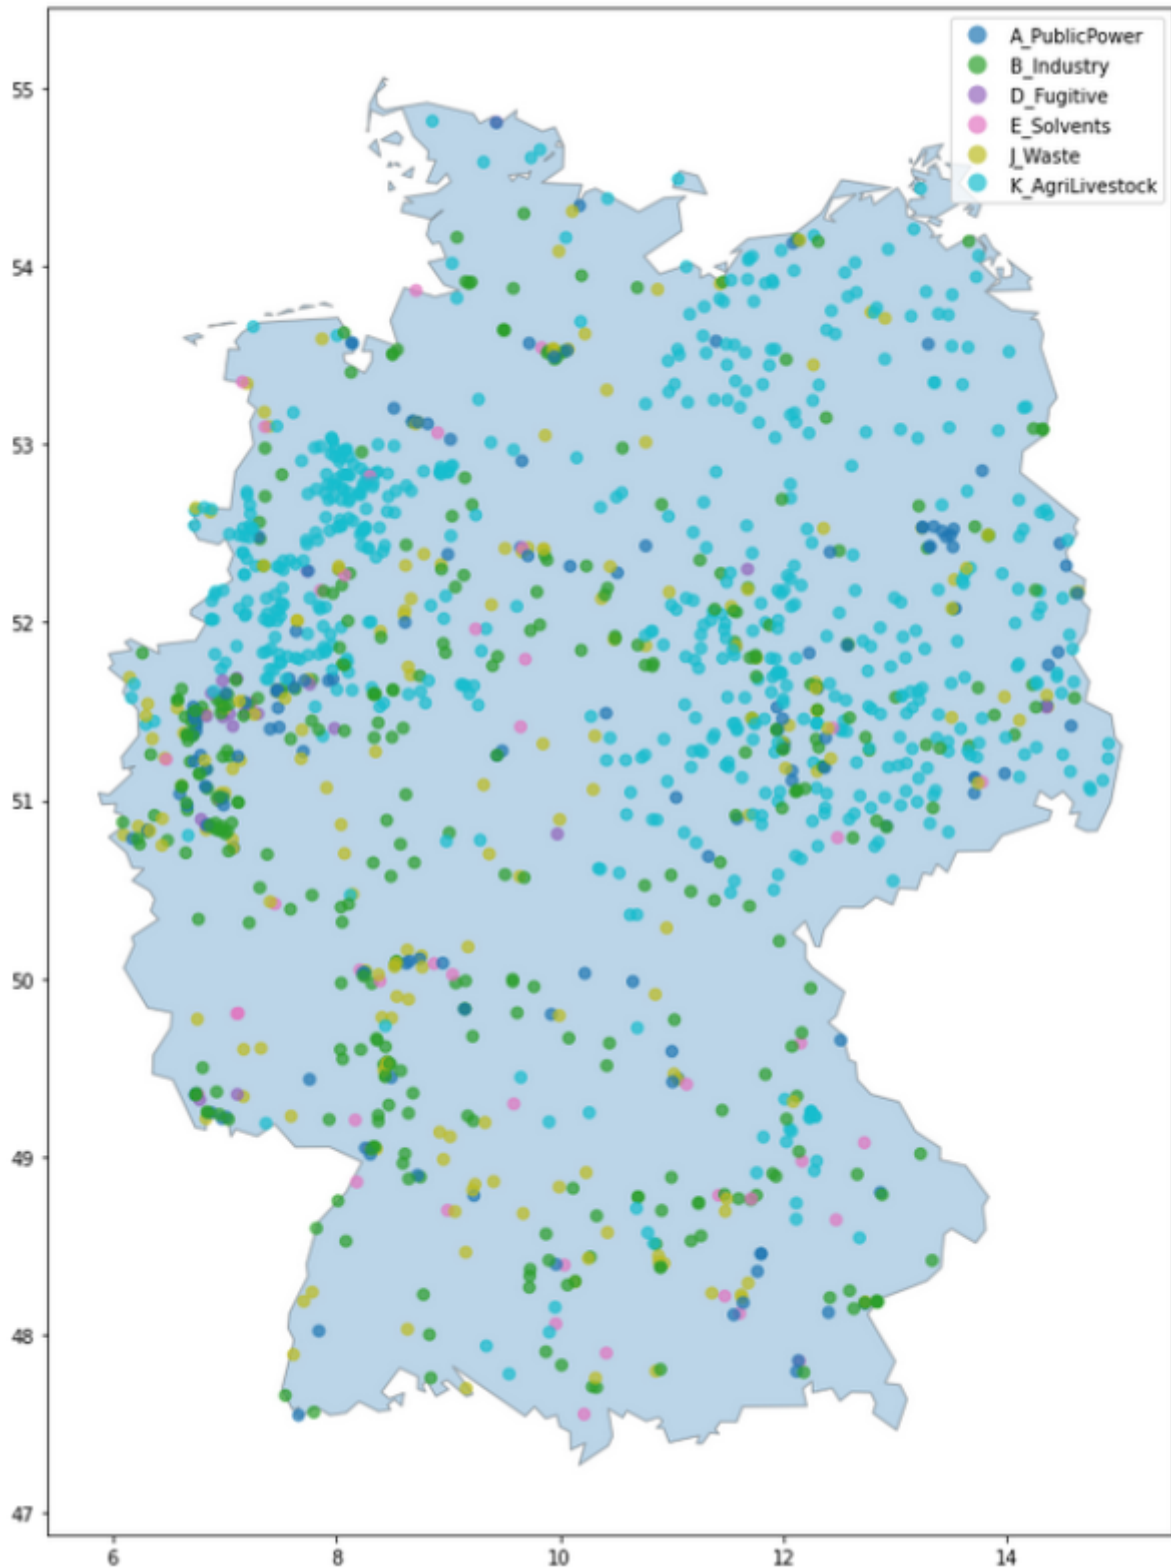 A_PublicPower
B_Industry
D_Fugitive
E_Solvents
J_Waste
K_AgriLivestock
55
54
53
52
51
50
49
48
47
6 8 10 12 14